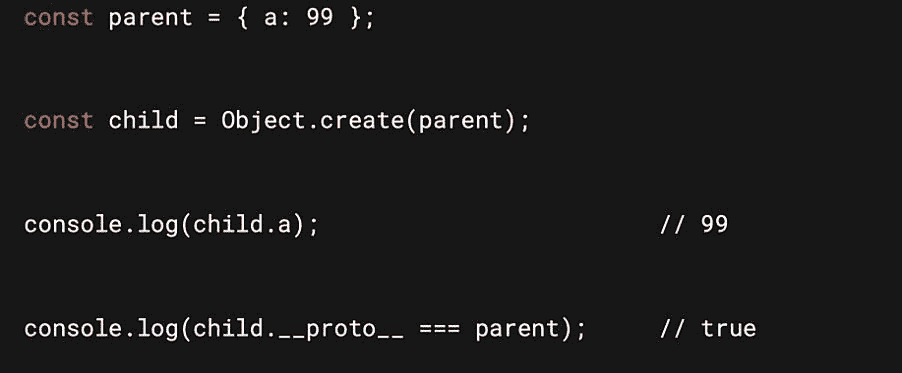 const parent = { a: 99 };
const child = Object.create(parent);
console.log(child.a); // 99
console.log(child.__proto__ === parent); // true